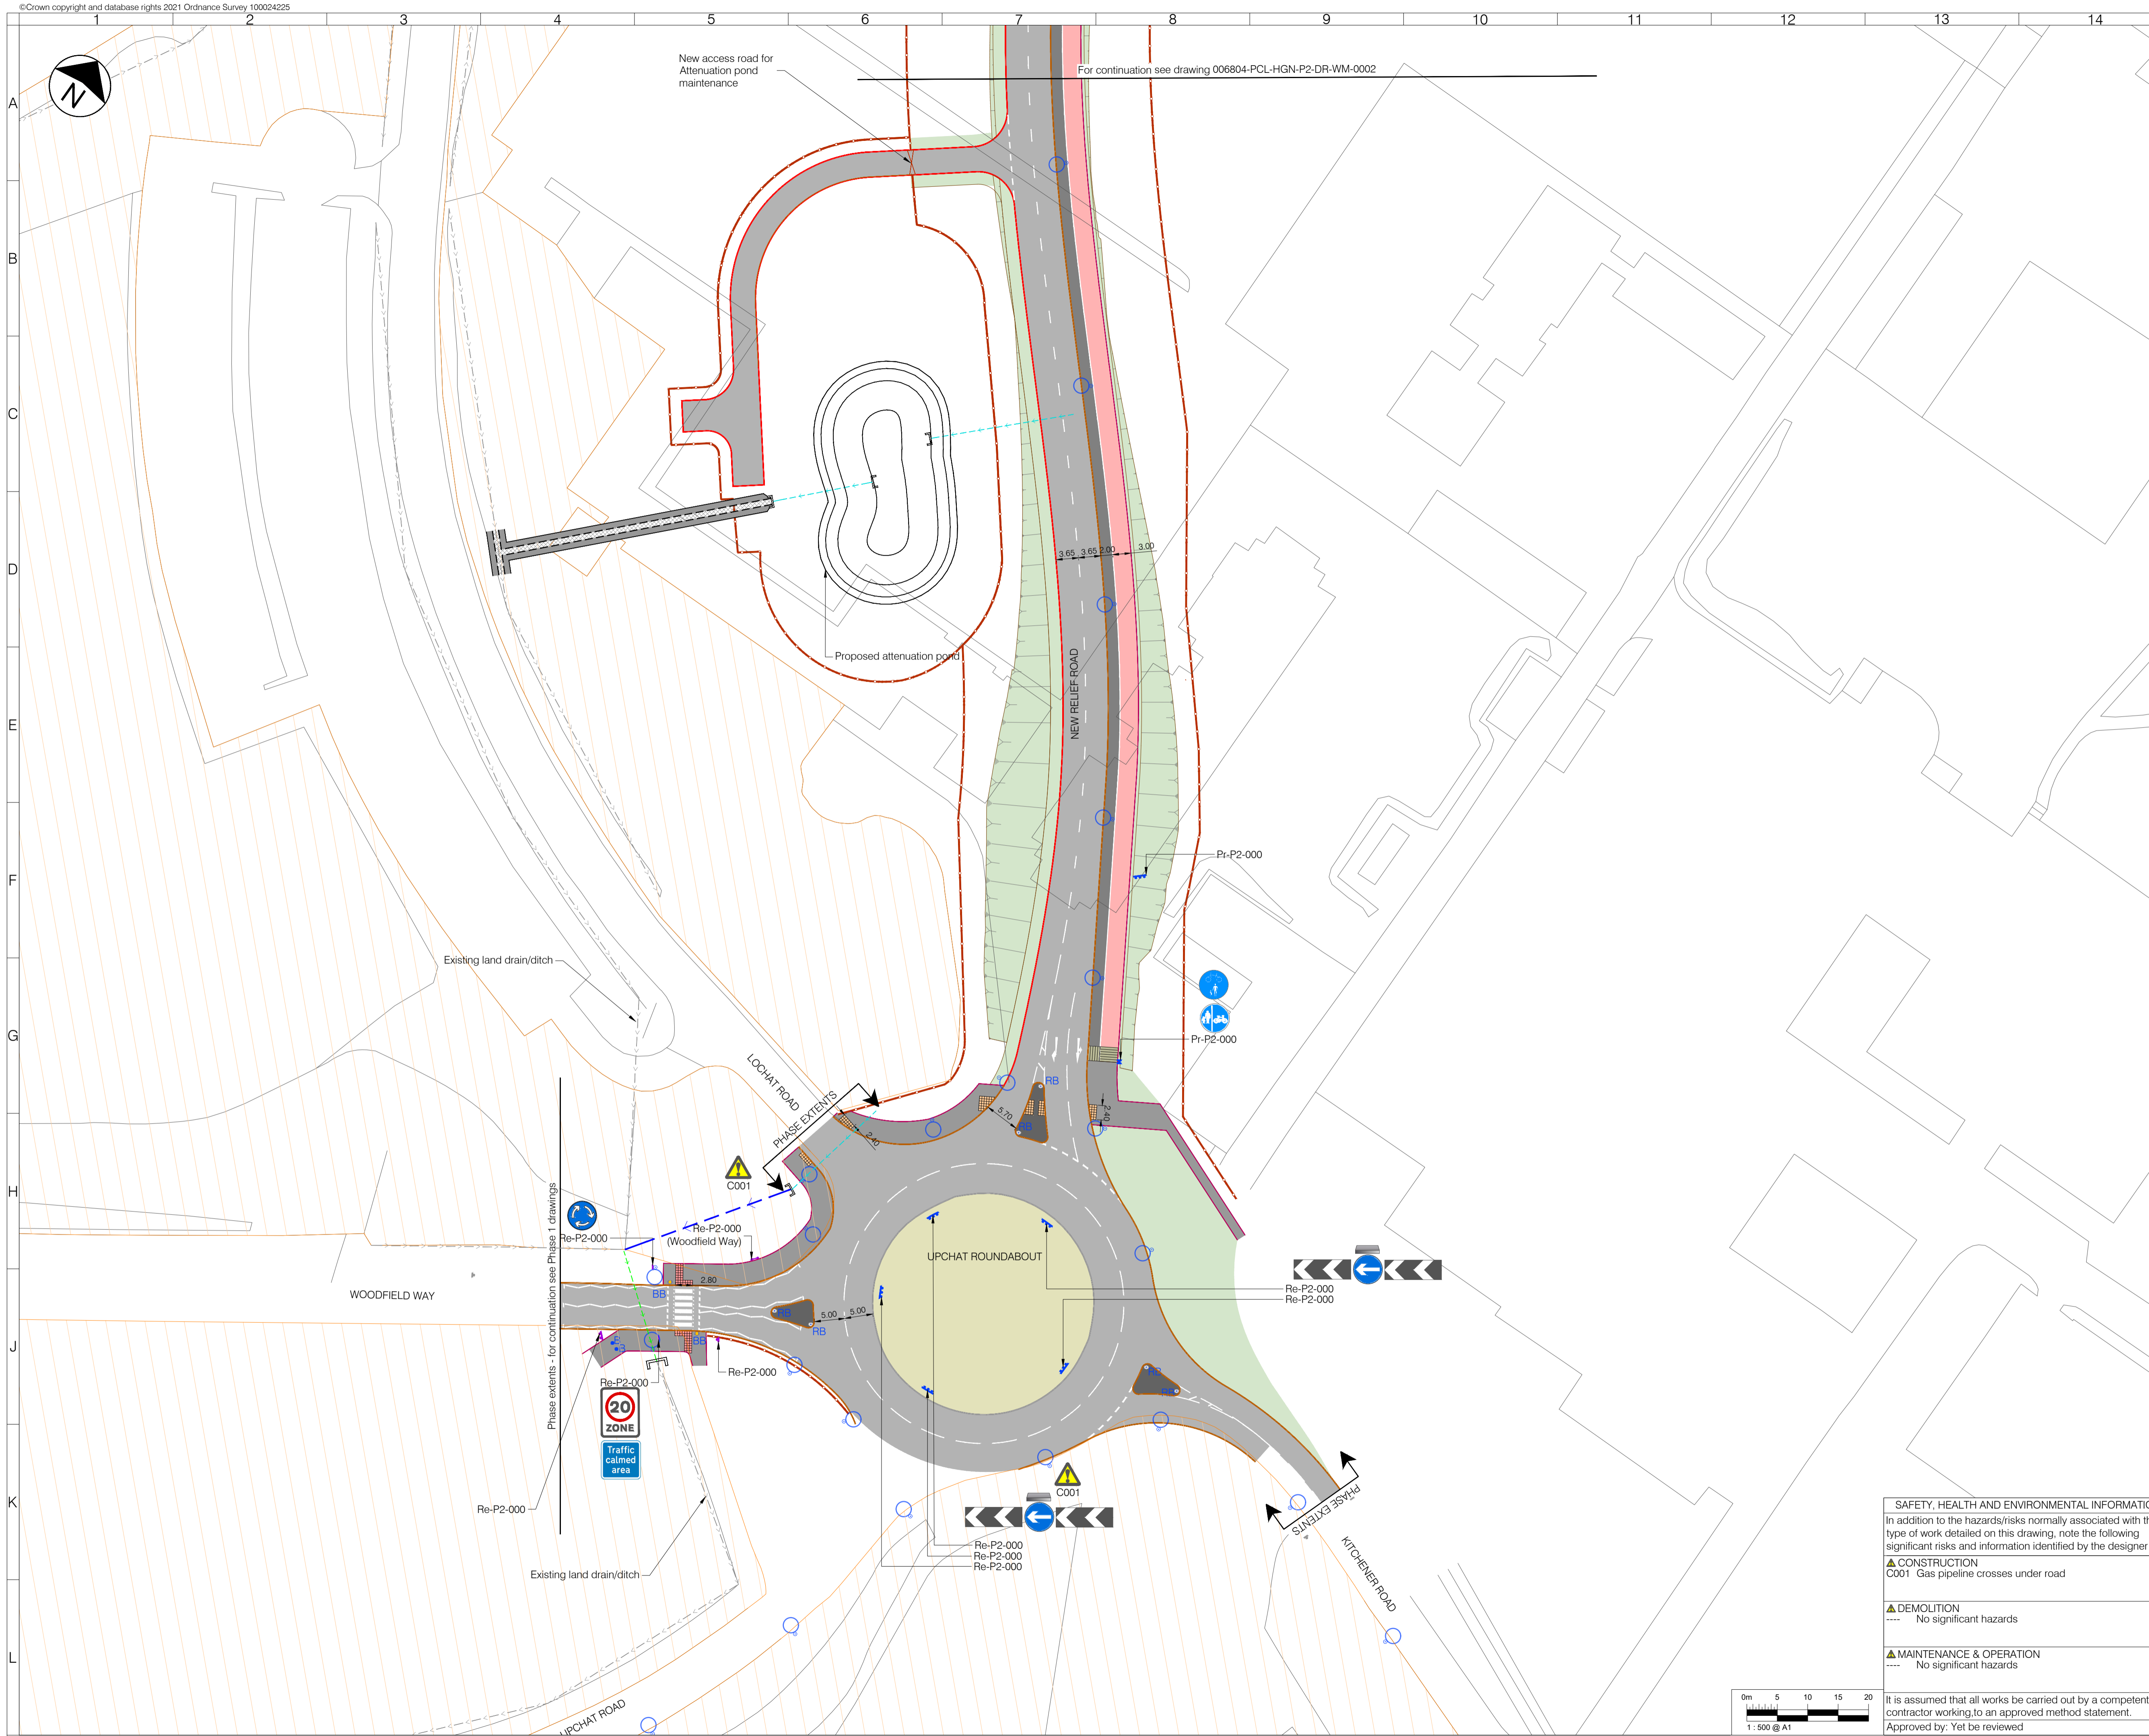 ©Crown copyright and database rights 2021 Ordnance Survey 100024225
1 2 3 4 5 6 7 8 9 10 11 12 13 14
A
B
C
D
E
F
G
H
J
K
L
N
New access road for
Attenuation pond
maintenance
For continuation see drawing 006804-PCL-HGN-P2-DR-WM-0002
3.65 3.65 2.00 3.00
Proposed attenuation pond
NEW RELIEF ROAD
Pr-P2-000
Existing land drain/ditch
Pr-P2-000
LOCHAT ROAD
PHASE EXTENTS
RB
5.70
RB
2.40
2.40
C001
Phase extents - for continuation see Phase 1 drawings
Re-P2-000
Re-P2-000
(Woodfield Way)
UPCHAT ROUNDABOUT
2.80
Re-P2-000
Re-P2-000
WOODFIELD WAY
BB
RB
5.00 5.00
RB
BB
Re-P2-000
Re-P2-000
RB
RB
20
ZONE
Traffic
calmed
area
C001
Re-P2-000
Re-P2-000
Re-P2-000
Re-P2-000
PHASE EXTENTS
KITCHENER ROAD
Existing land drain/ditch
UPCHAT ROAD
SAFETY, HEALTH AND ENVIRONMENTAL INFORMATIO
In addition to the hazards/risks normally associated with th
type of work detailed on this drawing, note the following
significant risks and information identified by the designer
CONSTRUCTION
C001 Gas pipeline crosses under road
DEMOLITION
---- No significant hazards
MAINTENANCE & OPERATION
---- No significant hazards
It is assumed that all works be carried out by a competent
contractor working,to an approved method statement.
Approved by: Yet be reviewed
0m 5 10 15 20
1 : 500 @ A1